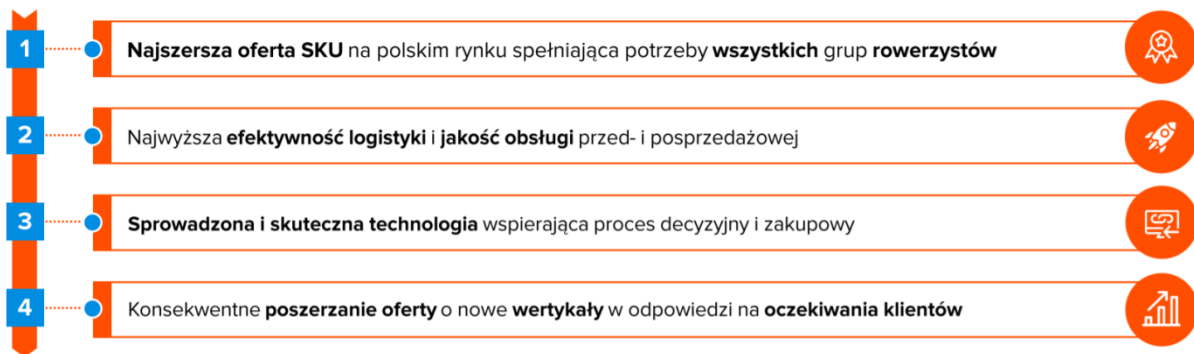 1
Najszersza oferta SKU na polskim rynku spełniająca potrzeby wszystkich grup rowerzystów
2
Najwyższa efektywność logistyki i jakość obsługi przed- i posprzedażowej
3
Sprowadzona i skuteczna technologia wspierająca proces decyzyjny i zakupowy
4
Konsekwentne poszerzanie oferty o nowe wertykały w odpowiedzi na oczekiwania klientów